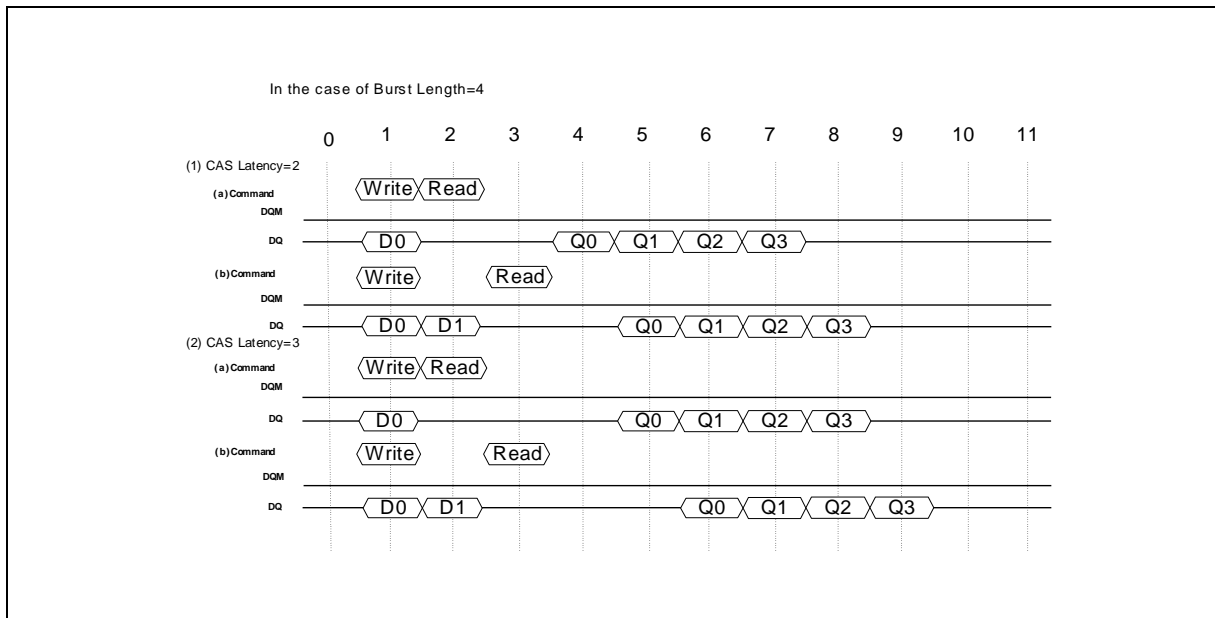 In the case of Burst Length=4
0 1 2 3 4 5 6 7 8 9 10 11
(1) CAS Latency=2
(a)Command Write Read
DQM
DQ D0 Q0 Q1 Q2 Q3
(b)Command Write Read
DQM
DQ D0 D1 Q0 Q1 Q2 Q3
(2) CAS Latency=3
(a)Command Write Read
DQM
DQ D0 Q0 Q1 Q2 Q3
(b)Command Write Read
DQM
DQ D0 D1 Q0 Q1 Q2 Q3